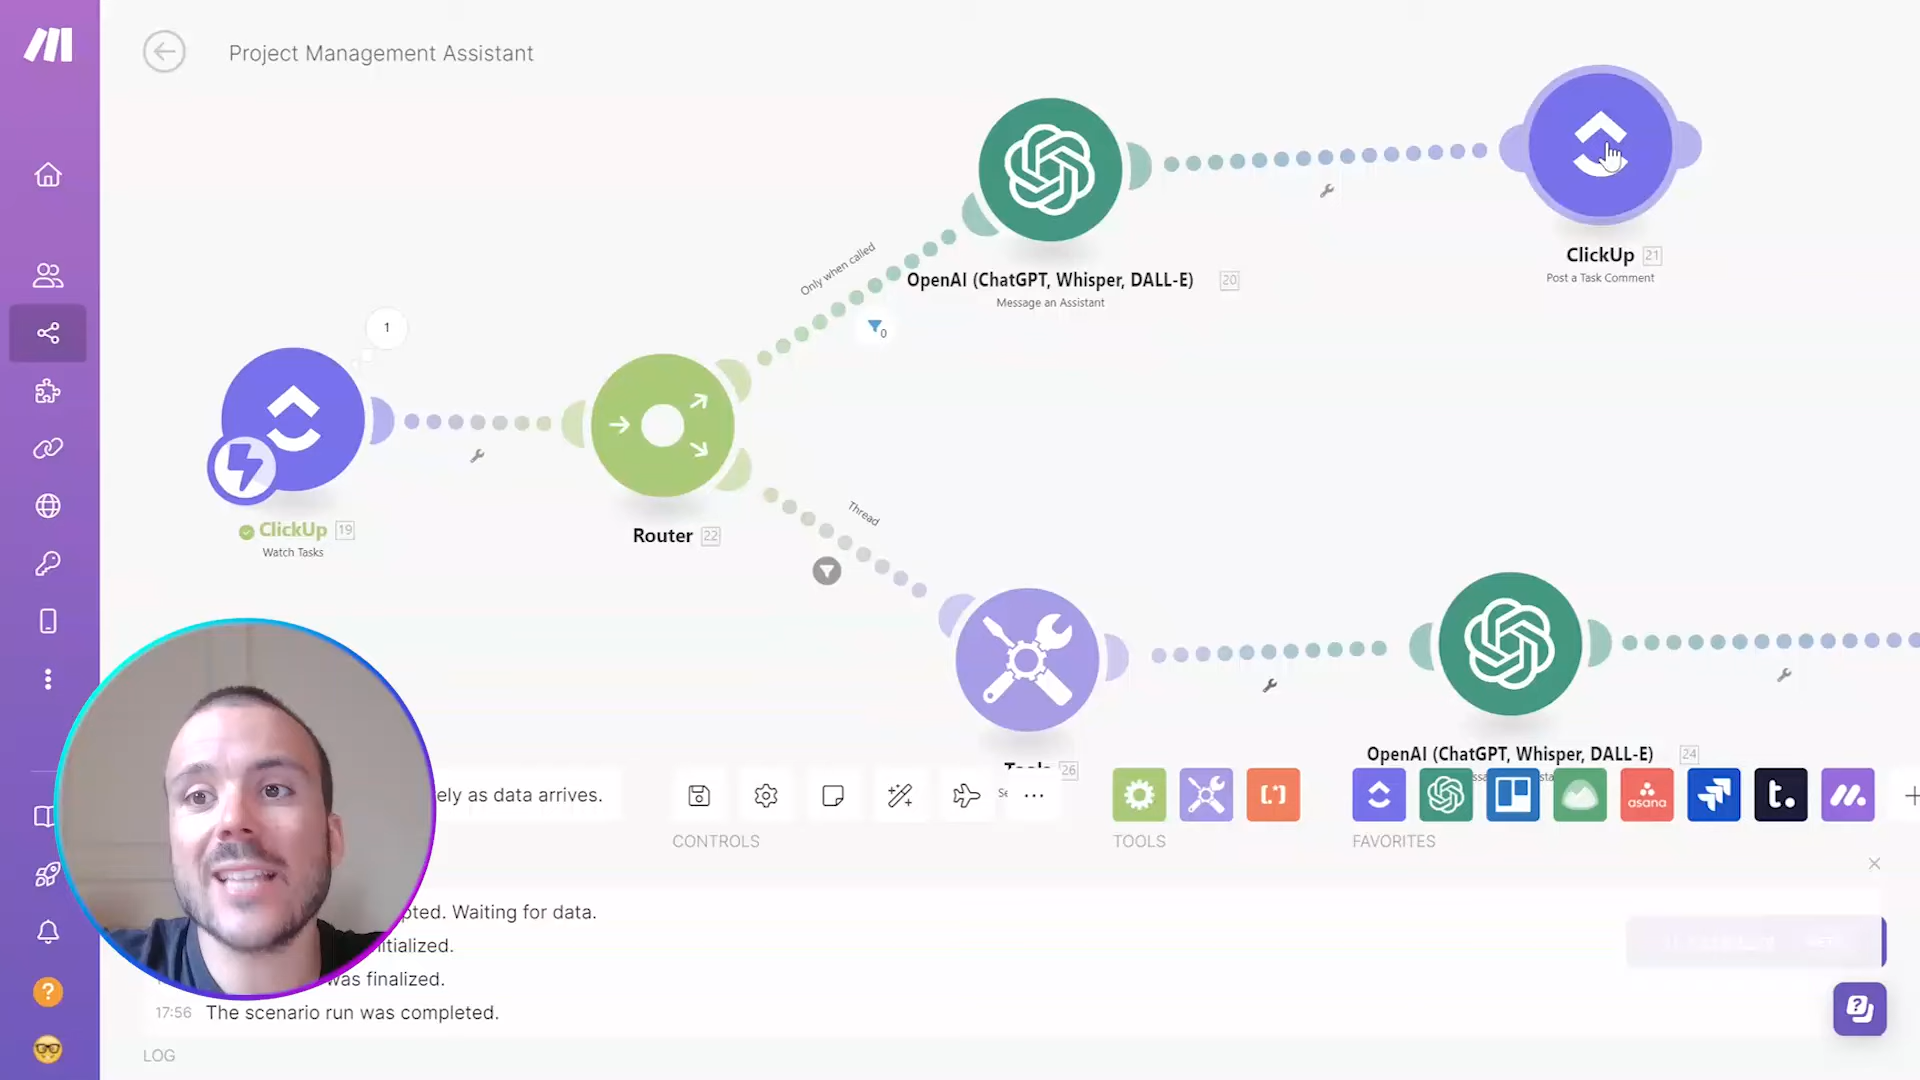 Project Management Assistant
Only when called
OpenAI (ChatGPT, Whisper, DALL-E) 20
Message an Assistant
0
ClickUp 21
Post a Task Comment
1
ClickUp 19
Watch Tasks
Router 22
Thread
26
OpenAI (ChatGPT, Whisper, DALL-E) 24
ely as data arrives.
CONTROLS
TOOLS
[.*]
asana
t.
FAVORITES
pted. Waiting for data.
nitialized.
was finalized.
17:56 The scenario run was completed.
LOG